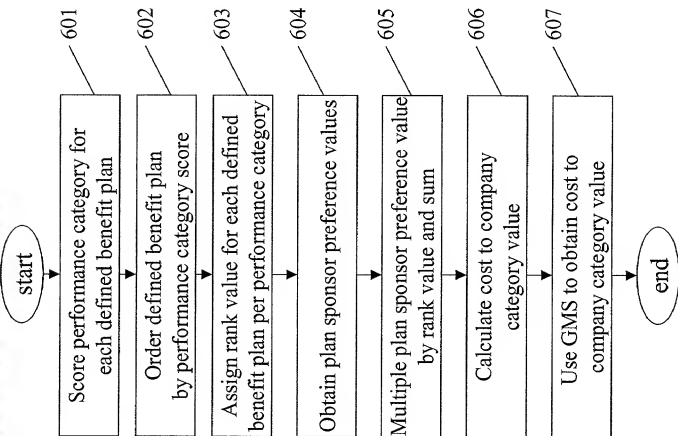 start
601
Score performance category for
each defined benefit plan
602
Order defined benefit plan
by performance category score
603
Assign rank value for each defined
benefit plan per performance category
604
Obtain plan sponsor preference values
605
Multiple plan sponsor preference value
by rank value and sum
606
Calculate cost to company
category value
607
Use GMS to obtain cost to
company category value
end